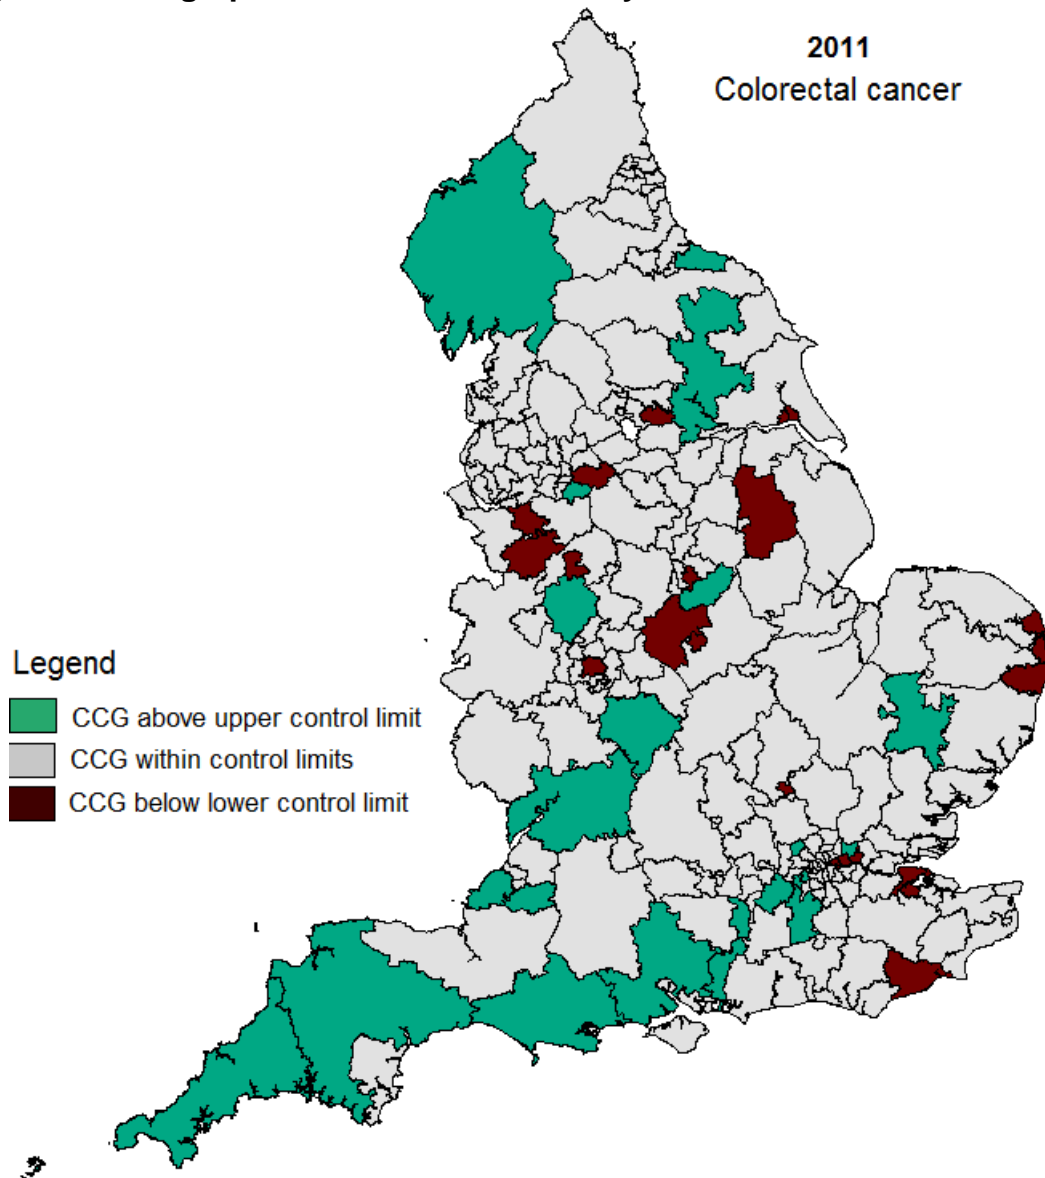 2011
Colorectal cancer
Legend
CCG above upper control limit
CCG within control limits
CCG below lower control limit